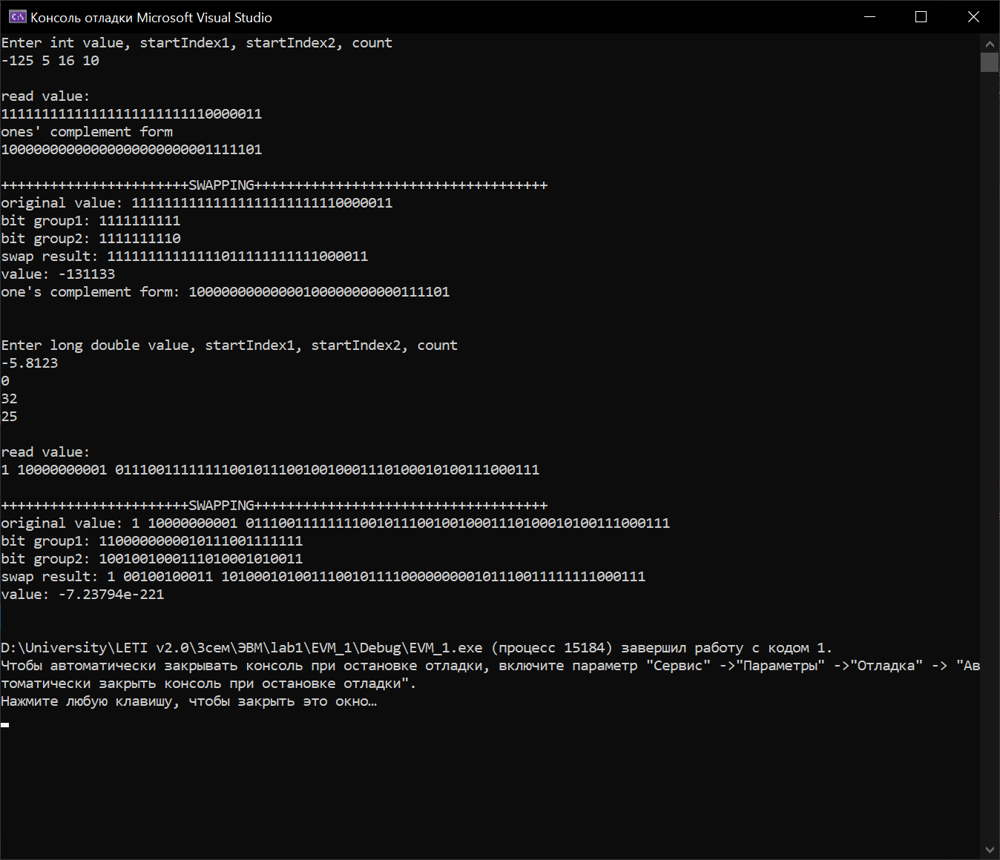 Консоль отладки Microsoft Visual Studio
Enter int value, startIndex1, startIndex2, count
-125 5 16 10
read value:
11111111111111111111111110000011
ones' complement form
10000000000000000000000001111101
+++++++++++++++++++++++SWAPPING++++++++++++++++++++++++++++++++++++
original value: 11111111111111111111111110000011
bit group1: 1111111111
bit group2: 1111111110
swap result: 11111111111111011111111111000011
value: -131133
one's complement form: 10000000000000100000000000111101
Enter long double value, startIndex1, startIndex2, count
-5.8123
0
32
25
read value:
1 10000000001 0111001111111100101110010010001110100010100111000111
+++++++++++++++++++++++SWAPPING++++++++++++++++++++++++++++++++++++
original value: 1 10000000001 0111001111111100101110010010001110100010100111000111
bit group1: 1100000000010111001111111
bit group2: 1001001000111010001010011
swap result: 1 00100100011 1010001010011100101111000000000101110011111111000111
value: -7.23794e-221
D:\University\LETI v2.0\3сем\ЭВМ\lab1\EVM_1\Debug\EVM_1.exe (процесс 15184) завершил работу с кодом 1.
Чтобы автоматически закрывать консоль при остановке отладки, включите параметр "Сервис" ->"Параметры" ->"Отладка" -> "Ав
томатически закрыть консоль при остановке отладки".
Нажмите любую клавишу, чтобы закрыть это окно…